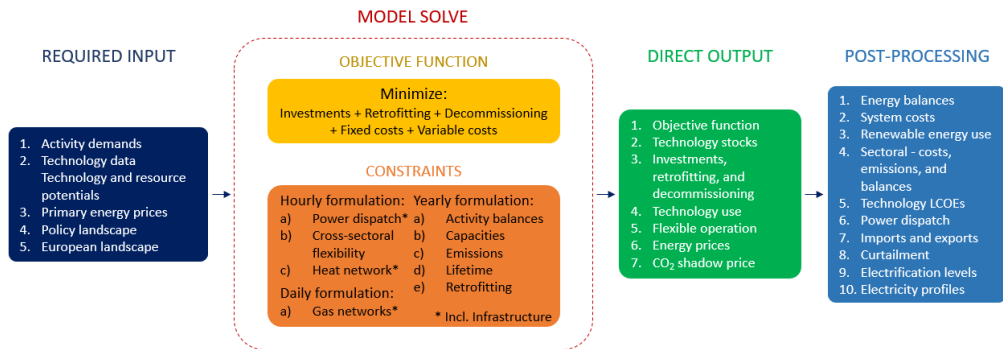 MODEL SOLVE
REQUIRED INPUT
1. Activity demands
2. Technology data
Technology and resource
potentials
3. Primary energy prices
4. Policy landscape
5. European landscape
OBJECTIVE FUNCTION
Minimize:
Investments + Retrofitting + Decommissioning
+ Fixed costs + Variable costs
CONSTRAINTS
Hourly formulation:
a) Power dispatch*
b) Cross-sectoral
flexibility
c) Heat network*
Daily formulation:
a) Gas networks*
Yearly formulation:
a) Activity balances
b) Capacities
c) Emissions
d) Lifetime
e) Retrofitting
* Incl. Infrastructure
DIRECT OUTPUT
1. Objective function
2. Technology stocks
3. Investments,
retrofitting, and
decommissioning
4. Technology use
5. Flexible operation
6. Energy prices
7. CO₂ shadow price
POST-PROCESSING
1. Energy balances
2. System costs
3. Renewable energy use
4. Sectoral - costs,
emissions, and
balances
5. Technology LCOEs
6. Power dispatch
7. Imports and exports
8. Curtailment
9. Electrification levels
10. Electricity profiles